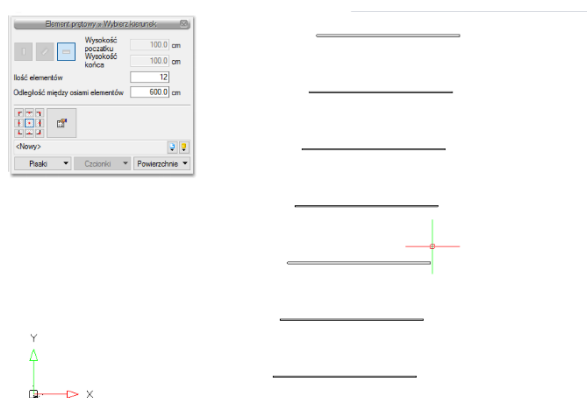 Element prętowy » Wybierz kierunek
Wysokość początku 100.0 cm
Wysokość końca 100.0 cm
Ilość elementów 12
Odległość między osiami elementów 600.0 cm
<Nowy>
Pisaki Czcionki Powierzchnie
Y
X